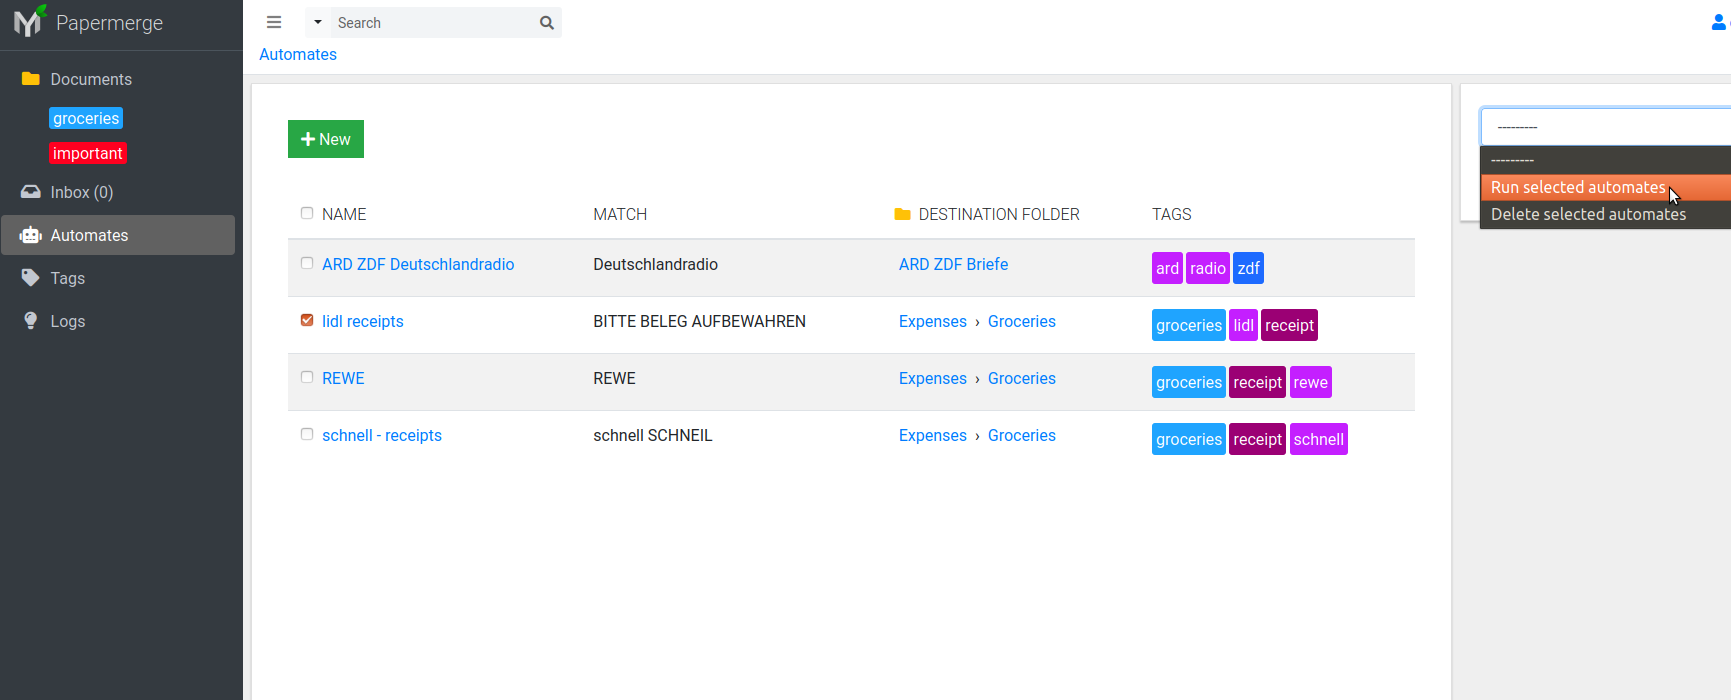 Papermerge
Search
Automates
Documents
groceries
important
Inbox (0)
Automates
Tags
Logs
New
NAME MATCH DESTINATION FOLDER TAGS
ARD ZDF Deutschlandradio Deutschlandradio ARD ZDF Briefe ard radio zdf
lidl receipts BITTE BELEG AUFBEWAHREN Expenses › Groceries groceries lidl receipt
REWE REWE Expenses › Groceries groceries receipt rewe
schnell - receipts schnell SCHNEIL Expenses › Groceries groceries receipt schnell
---------
---------
Run selected automates
Delete selected automates